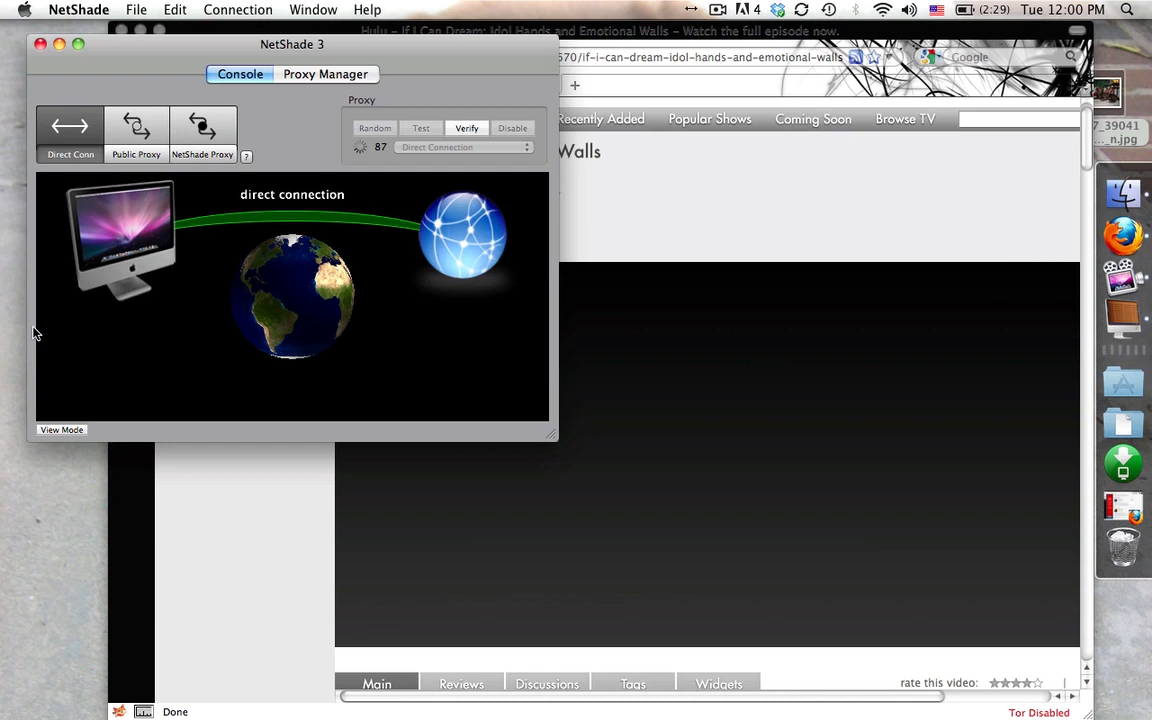 NetShade File Edit Connection Window Help
4 (2:29) Tue 12:00 PM
Hulu – If I Can Dream: Idol Hands and Emotional Walls – Watch the full episode now.
NetShade 3
570/if-i-can-dream-idol-hands-and-emotional-walls
Google
Console Proxy Manager
Proxy
Recently Added Popular Shows Coming Soon Browse TV
Random Test Verify Disable
87 Direct Connection
Direct Conn Public Proxy NetShade Proxy ?
7_39041
..._n.jpg
Walls
direct connection
View Mode
Main Reviews Discussions Tags Widgets rate this video:
Done Tor Disabled